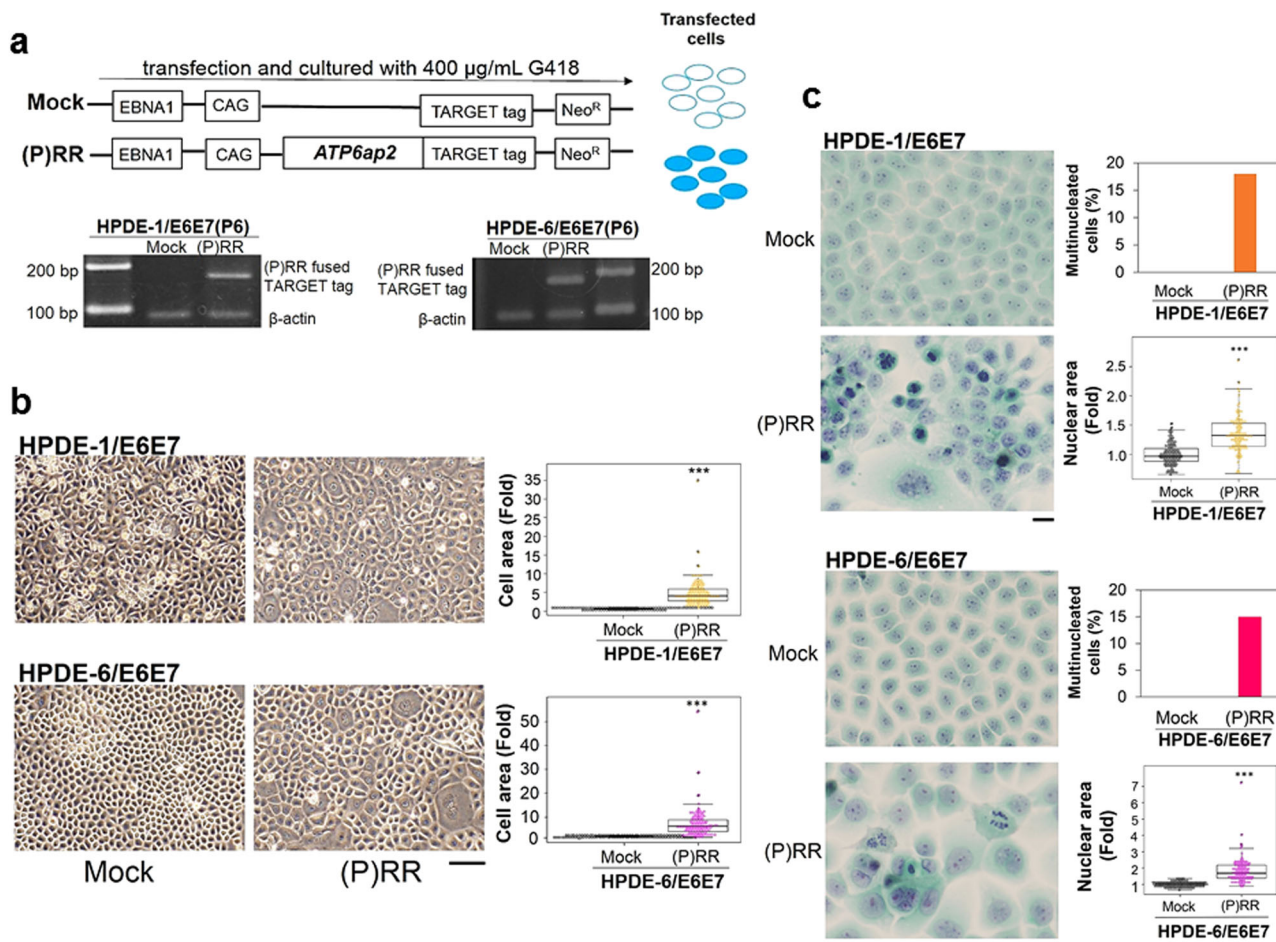 a
Transfected
cells
transfection and cultured with 400 µg/mL G418
Mock
EBNA1
CAG
TARGET tag
Neoᴿ
(P)RR
EBNA1
CAG
ATP6ap2
TARGET tag
Neoᴿ
HPDE-1/E6E7(P6)
Mock (P)RR
200 bp
(P)RR fused
TARGET tag
100 bp
β-actin
HPDE-6/E6E7(P6)
Mock (P)RR
(P)RR fused
TARGET tag
200 bp
β-actin
100 bp
b
HPDE-1/E6E7
Cell area (Fold)
35
30
25
20
15
10
5
0
***
Mock (P)RR
HPDE-1/E6E7
HPDE-6/E6E7
Cell area (Fold)
50
40
30
20
10
0
***
Mock (P)RR
HPDE-6/E6E7
Mock
(P)RR
c
HPDE-1/E6E7
Mock
Multinucleated
cells (%)
20
15
10
5
0
Mock (P)RR
HPDE-1/E6E7
(P)RR
Nuclear area
(Fold)
2.5
2.0
1.5
1.0
***
Mock (P)RR
HPDE-1/E6E7
HPDE-6/E6E7
Mock
Multinucleated
cells (%)
20
15
10
5
0
Mock (P)RR
HPDE-6/E6E7
(P)RR
Nuclear area
(Fold)
7
6
5
4
3
2
1
***
Mock (P)RR
HPDE-6/E6E7